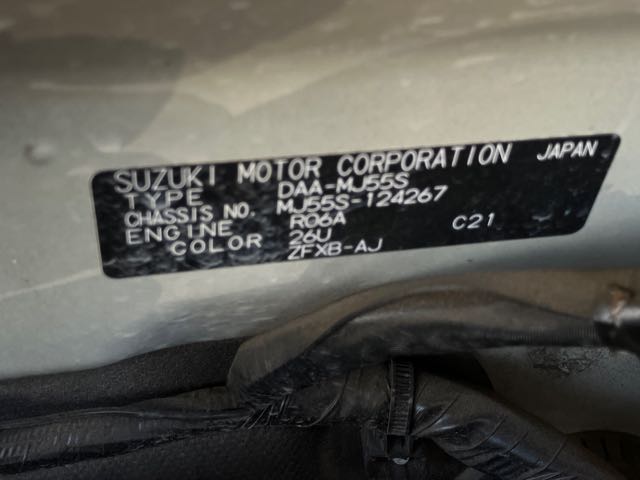 SUZUKI MOTOR CORPORATION JAPAN
TYPE DAA-MJ55S
CHASSIS NO. MJ55S-124267
ENGINE R06A C21
COLOR 26U
ZFXB-AJ